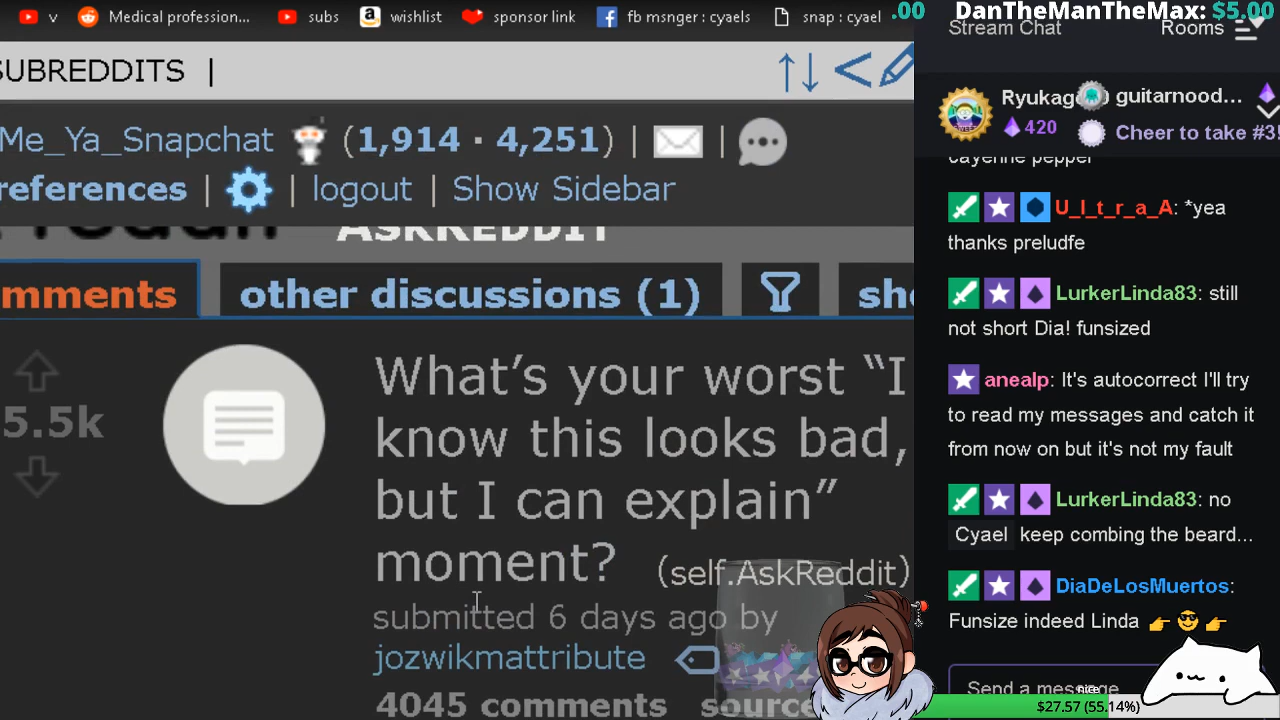 v Medical profession... subs wishlist sponsor link fb msnger : cyaels snap : cyael
.00 DanTheManTheMax: $5.00
SUBREDDITS |
Me_Ya_Snapchat (1,914 · 4,251) | |
references | | logout | Show Sidebar
ASKREDDIT
mments other discussions (1) sh
5.5k
What's your worst “I
know this looks bad,
but I can explain”
moment? (self.AskReddit)
submitted 6 days ago by
jozwikmattribute
4045 comments source
Stream Chat Rooms
Ryukag guitarnood...
420 Cheer to take #3!
cayenne pepper
U_l_t_r_a_A: *yea
thanks preludfe
LurkerLinda83: still
not short Dia! funsized
anealp: It's autocorrect I'll try
to read my messages and catch it
from now on but it's not my fault
LurkerLinda83: no
Cyael keep combing the beard...
DiaDeLosMuertos:
Funsize indeed Linda 👉 😎 👉
Send a message
nice
$27.57 (55.14%)